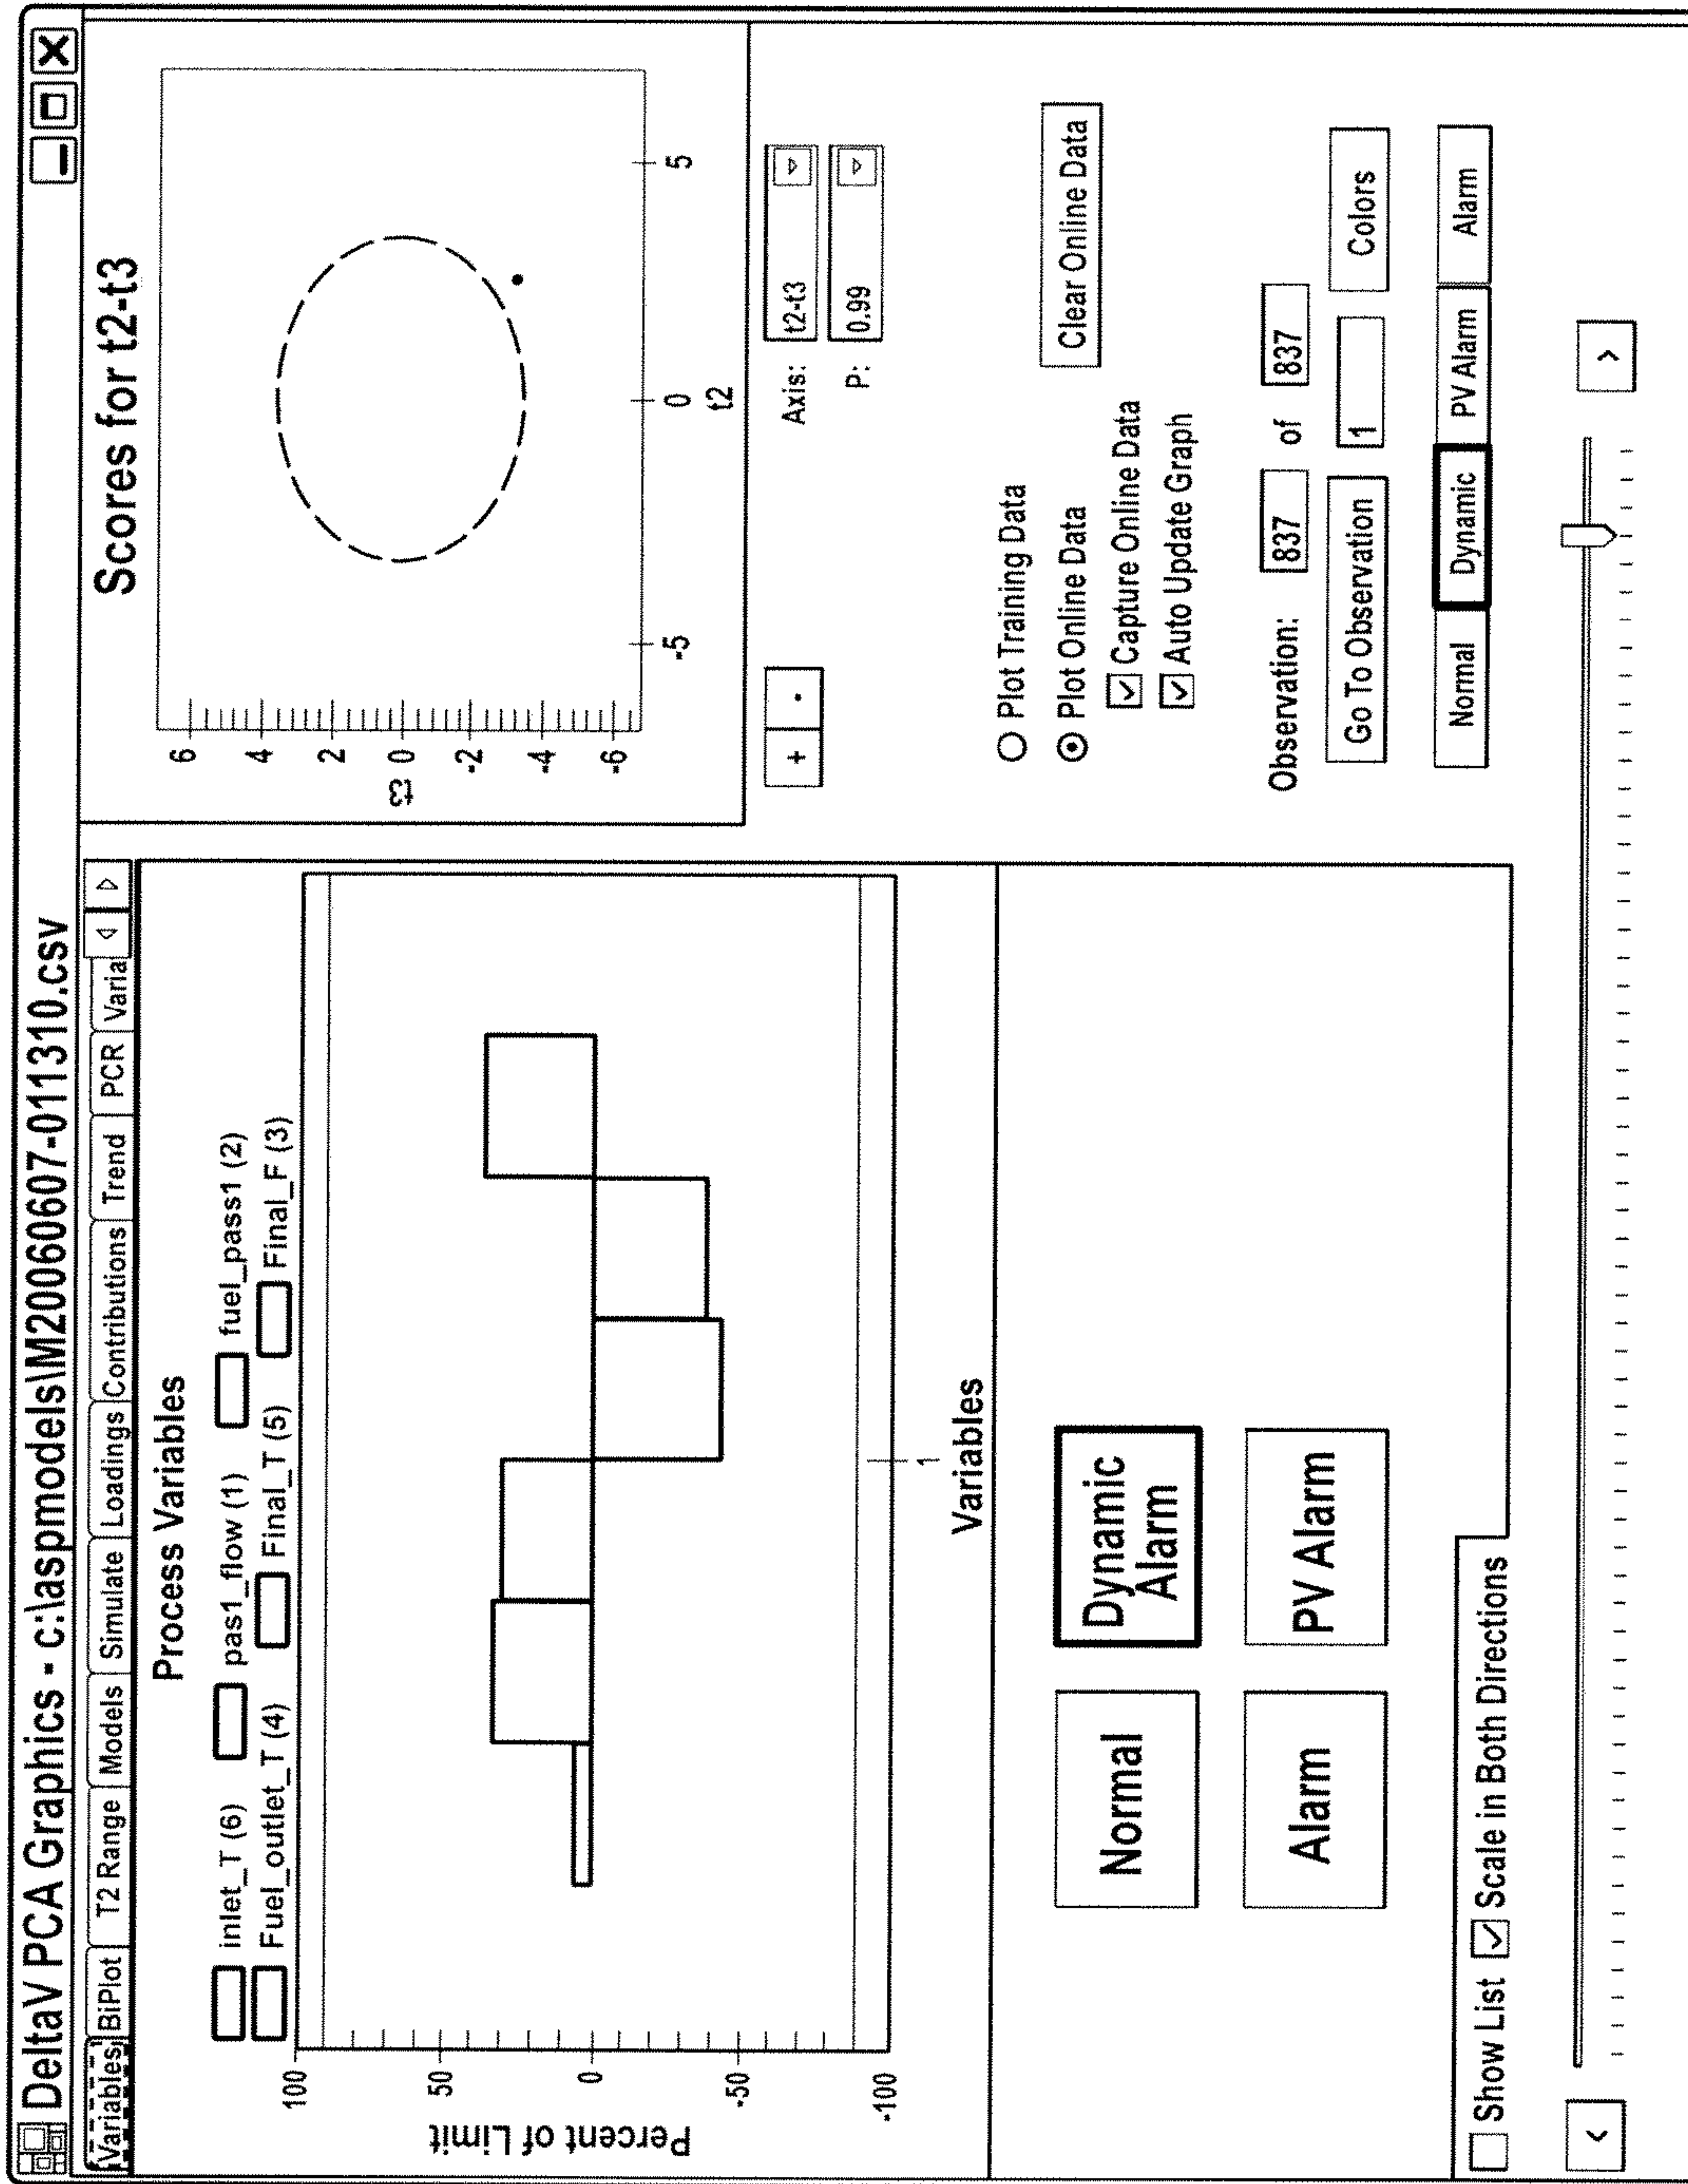 DeltaV PCA Graphics - c:\aspmodels\M2006607-011310.csv
Variables BiPlot T2 Range Models Simulate Loadings Contributions Trend PCR Varia
Process Variables
inlet_T (6) pas1_flow (1) fuel_pass1 (2)
Fuel_outlet_T (4) Final_T (5) Final_F (3)
Percent of Limit
100
50
0
-50
-100
1
Variables
Normal
Dynamic
Alarm
Alarm
PV Alarm
Show List Scale in Both Directions
Scores for t2-t3
t3
6
4
2
0
-2
-4
-6
-5 0 5
t2
+ .
Axis: t2-t3
P: 0.99
Plot Training Data
Plot Online Data
Capture Online Data
Auto Update Graph
Clear Online Data
Observation: 837 of 837
Go To Observation 1 Colors
Normal Dynamic PV Alarm Alarm
< >